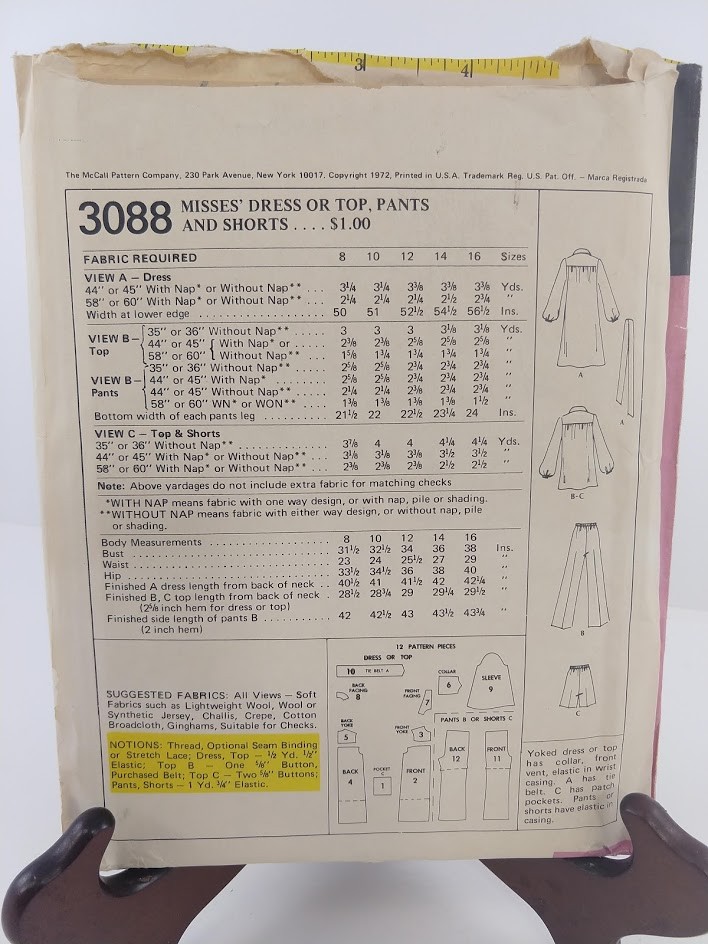 3 4
The McCall Pattern Company, 230 Park Avenue, New York 10017, Copyright 1972, Printed in U.S.A. Trademark Reg. U.S. Pat. Off. – Marca Registrada
3088 MISSES' DRESS OR TOP, PANTS
AND SHORTS .... $1.00
FABRIC REQUIRED 8 10 12 14 16 Sizes
VIEW A – Dress
44" or 45" With Nap* or Without Nap** ... 3¼ 3¼ 3⅜ 3⅜ 3⅜ Yds.
58" or 60" With Nap* or Without Nap** ... 2¼ 2¼ 2¼ 2½ 2¾ "
Width at lower edge .................. 50 51 52½ 54½ 56½ Ins.
35" or 36" Without Nap** ..... 3 3 3 3⅛ 3⅛ Yds.
VIEW B – Top 44" or 45" { With Nap* or ..... 2⅜ 2⅜ 2⅝ 2⅝ 2⅝ "
58" or 60" { Without Nap** .... 1⅝ 1¾ 1¾ 1¾ 1¾ "
35" or 36" Without Nap** ..... 2⅝ 2⅝ 2¾ 2¾ 2¾ "
VIEW B – Pants 44" or 45" With Nap* ........ 2⅝ 2⅝ 2¾ 2¾ 2¾ "
44" or 45" Without Nap** ..... 2¼ 2¼ 2⅜ 2¾ 2¾ "
58" or 60" WN* or WON** .... 1⅜ 1⅜ 1⅜ 1⅜ 1½ "
Bottom width of each pants leg ......... 21½ 22 22½ 23¼ 24 Ins.
VIEW C – Top & Shorts
35" or 36" Without Nap** ............. 3⅞ 4 4 4¼ 4¼ Yds.
44" or 45" With Nap* or Without Nap** ... 3⅛ 3⅛ 3⅜ 3½ 3½ "
58" or 60" With Nap* or Without Nap** ... 2⅜ 2⅜ 2⅜ 2½ 2½ "
Note: Above yardages do not include extra fabric for matching checks
*WITH NAP means fabric with one way design, or with nap, pile or shading.
**WITHOUT NAP means fabric with either way design, or without nap, pile
or shading.
Body Measurements ................. 8 10 12 14 16
Bust ............................. 31½ 32½ 34 36 38 Ins.
Waist ............................ 23 24 25½ 27 29 "
Hip .............................. 33½ 34½ 36 38 40 "
Finished A dress length from back of neck .. 40½ 41 41½ 42 42¼ "
Finished B, C top length from back of neck . 28½ 28¾ 29 29¼ 29½ "
(2⅝ inch hem for dress or top)
Finished side length of pants B .......... 42 42½ 43 43½ 43¾ "
(2 inch hem)
A
A
B-C
B
C
12 PATTERN PIECES
DRESS OR TOP
10 TIE BELT A
BACK FACING 8
FRONT FACING 7
COLLAR 6
SLEEVE 9
BACK YOKE 5
FRONT YOKE 3
PANTS B OR SHORTS C
BACK 4
POCKET C 1
FRONT 2
BACK 12
FRONT 11
SUGGESTED FABRICS: All Views – Soft
Fabrics such as Lightweight Wool, Wool or
Synthetic Jersey, Challis, Crepe, Cotton
Broadcloth, Ginghams, Suitable for Checks.
NOTIONS: Thread, Optional Seam Binding
or Stretch Lace; Dress, Top – ½ Yd. ½"
Elastic; Top B – One ⅝" Button,
Purchased Belt; Top C – Two ⅝" Buttons;
Pants, Shorts – 1 Yd. ¾" Elastic.
Yoked dress or top
has collar, front
vent, elastic in wrist
casing. A has tie
belt. C has patch
pockets. Pants or
shorts have elastic in
casing.